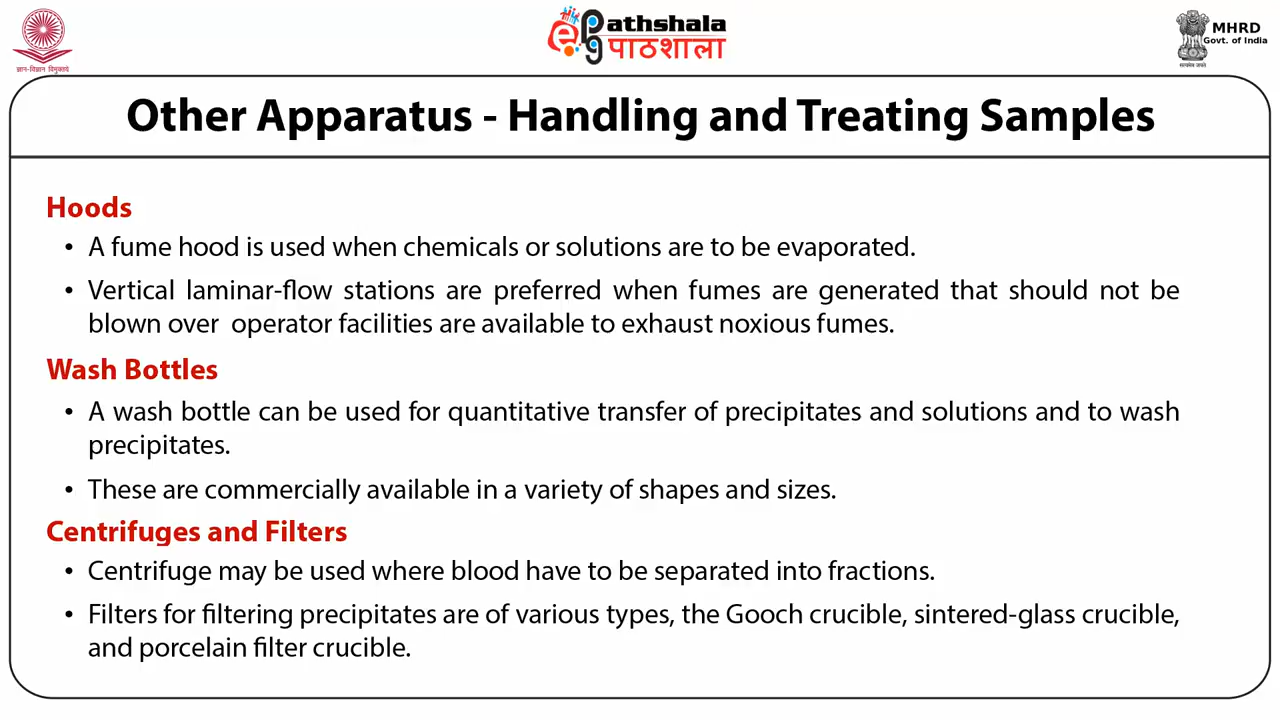 ज्ञान-विज्ञान विमुक्तये
ePG Pathshala
पाठशाला
MHRD
Govt. of India
सत्यमेव जयते
Other Apparatus - Handling and Treating Samples
Hoods
• A fume hood is used when chemicals or solutions are to be evaporated.
• Vertical laminar-flow stations are preferred when fumes are generated that should not be
blown over operator facilities are available to exhaust noxious fumes.
Wash Bottles
• A wash bottle can be used for quantitative transfer of precipitates and solutions and to wash
precipitates.
• These are commercially available in a variety of shapes and sizes.
Centrifuges and Filters
• Centrifuge may be used where blood have to be separated into fractions.
• Filters for filtering precipitates are of various types, the Gooch crucible, sintered-glass crucible,
and porcelain filter crucible.